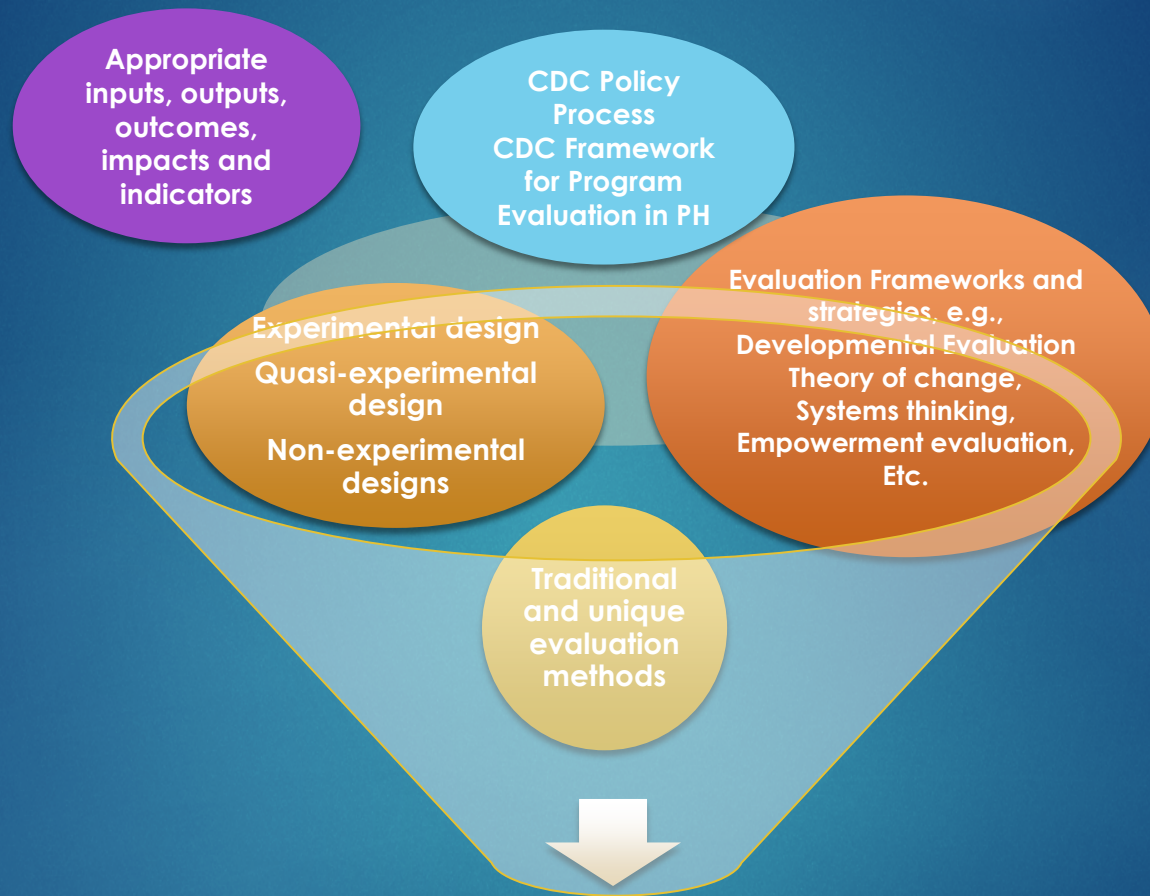 Appropriate
inputs, outputs,
outcomes,
impacts and
indicators
CDC Policy
Process
CDC Framework
for Program
Evaluation in PH
Experimental design
Quasi-experimental
design
Non-experimental
designs
Evaluation Frameworks and
strategies, e.g.,
Developmental Evaluation
Theory of change,
Systems thinking,
Empowerment evaluation,
Etc.
Traditional
and unique
evaluation
methods